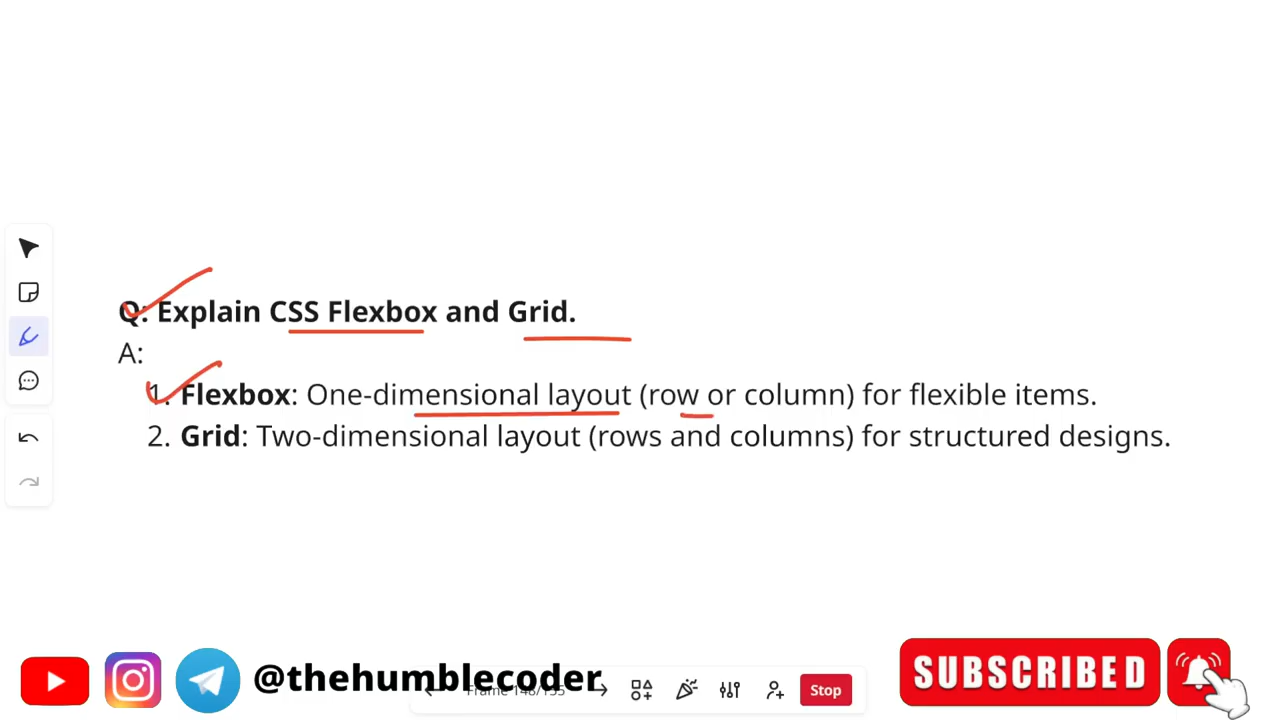 Q: Explain CSS Flexbox and Grid.
A:
1. Flexbox: One-dimensional layout (row or column) for flexible items.
2. Grid: Two-dimensional layout (rows and columns) for structured designs.
@thehumblecoder
Frame
Stop
SUBSCRIBED